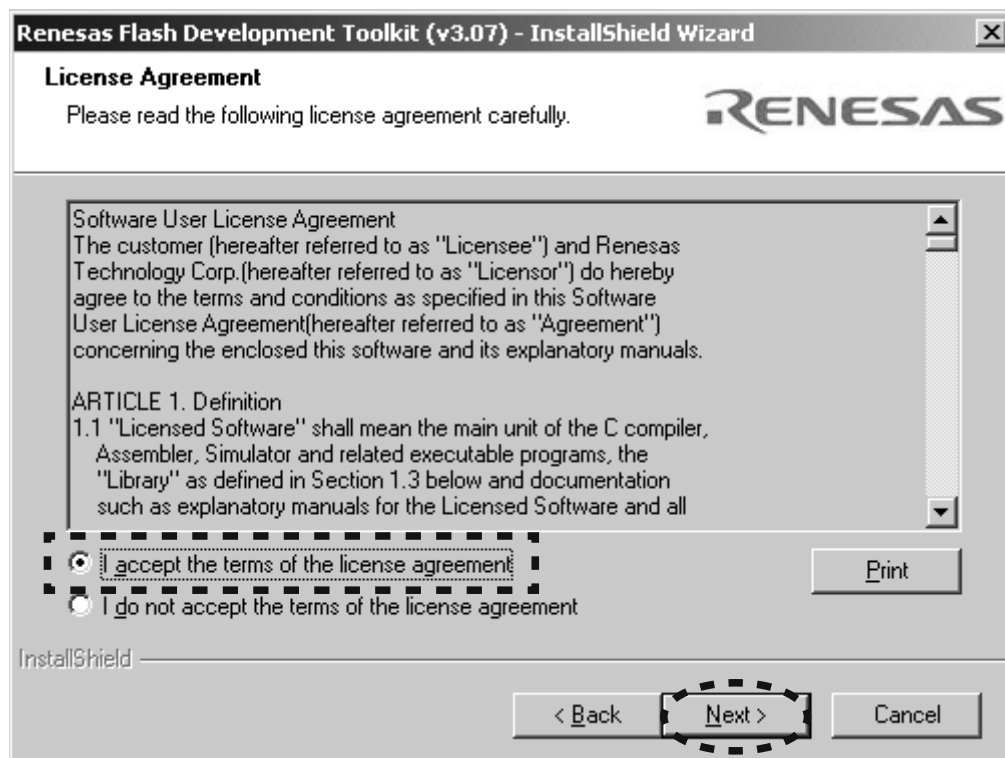 Renesas Flash Development Toolkit (v3.07) - InstallShield Wizard
License Agreement
Please read the following license agreement carefully.
RENESAS
Software User License Agreement
The customer (hereafter referred to as "Licensee") and Renesas
Technology Corp.(hereafter referred to as "Licensor") do hereby
agree to the terms and conditions as specified in this Software
User License Agreement(hereafter referred to as "Agreement")
concerning the enclosed this software and its explanatory manuals.
ARTICLE 1. Definition
1.1 "Licensed Software" shall mean the main unit of the C compiler,
Assembler, Simulator and related executable programs, the
"Library" as defined in Section 1.3 below and documentation
such as explanatory manuals for the Licensed Software and all
I accept the terms of the license agreement
Print
I do not accept the terms of the license agreement
InstallShield
< Back Next > Cancel